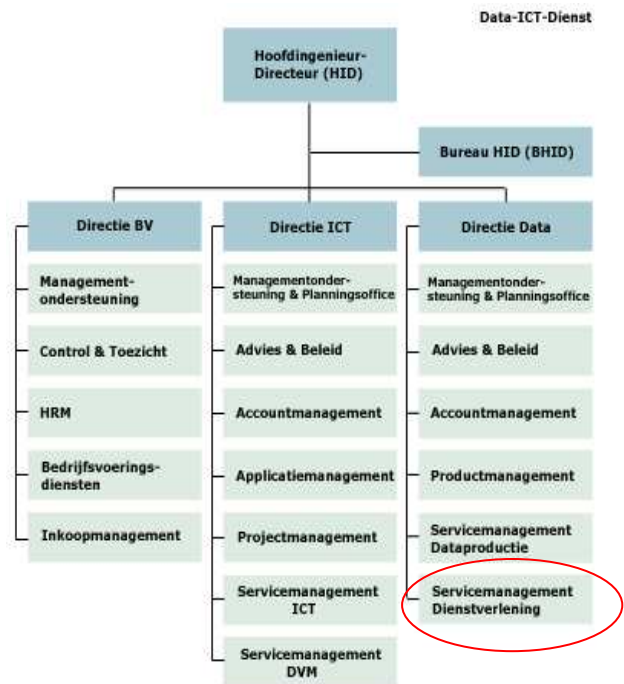 Data-ICT-Dienst
Hoofdingenieur-
Directeur (HID)
Bureau HID (BHID)
Directie BV
Management-
ondersteuning
Control & Toezicht
HRM
Bedrijfsvoerings-
diensten
Inkoopmanagement
Directie ICT
Managementonder-
steuning & Planningsoffice
Advies & Beleid
Accountmanagement
Applicatiemanagement
Projectmanagement
Servicemanagement
ICT
Servicemanagement
DVM
Directie Data
Managementonder-
steuning & Planningsoffice
Advies & Beleid
Accountmanagement
Productmanagement
Servicemanagement
Dataproductie
Servicemanagement
Dienstverlening